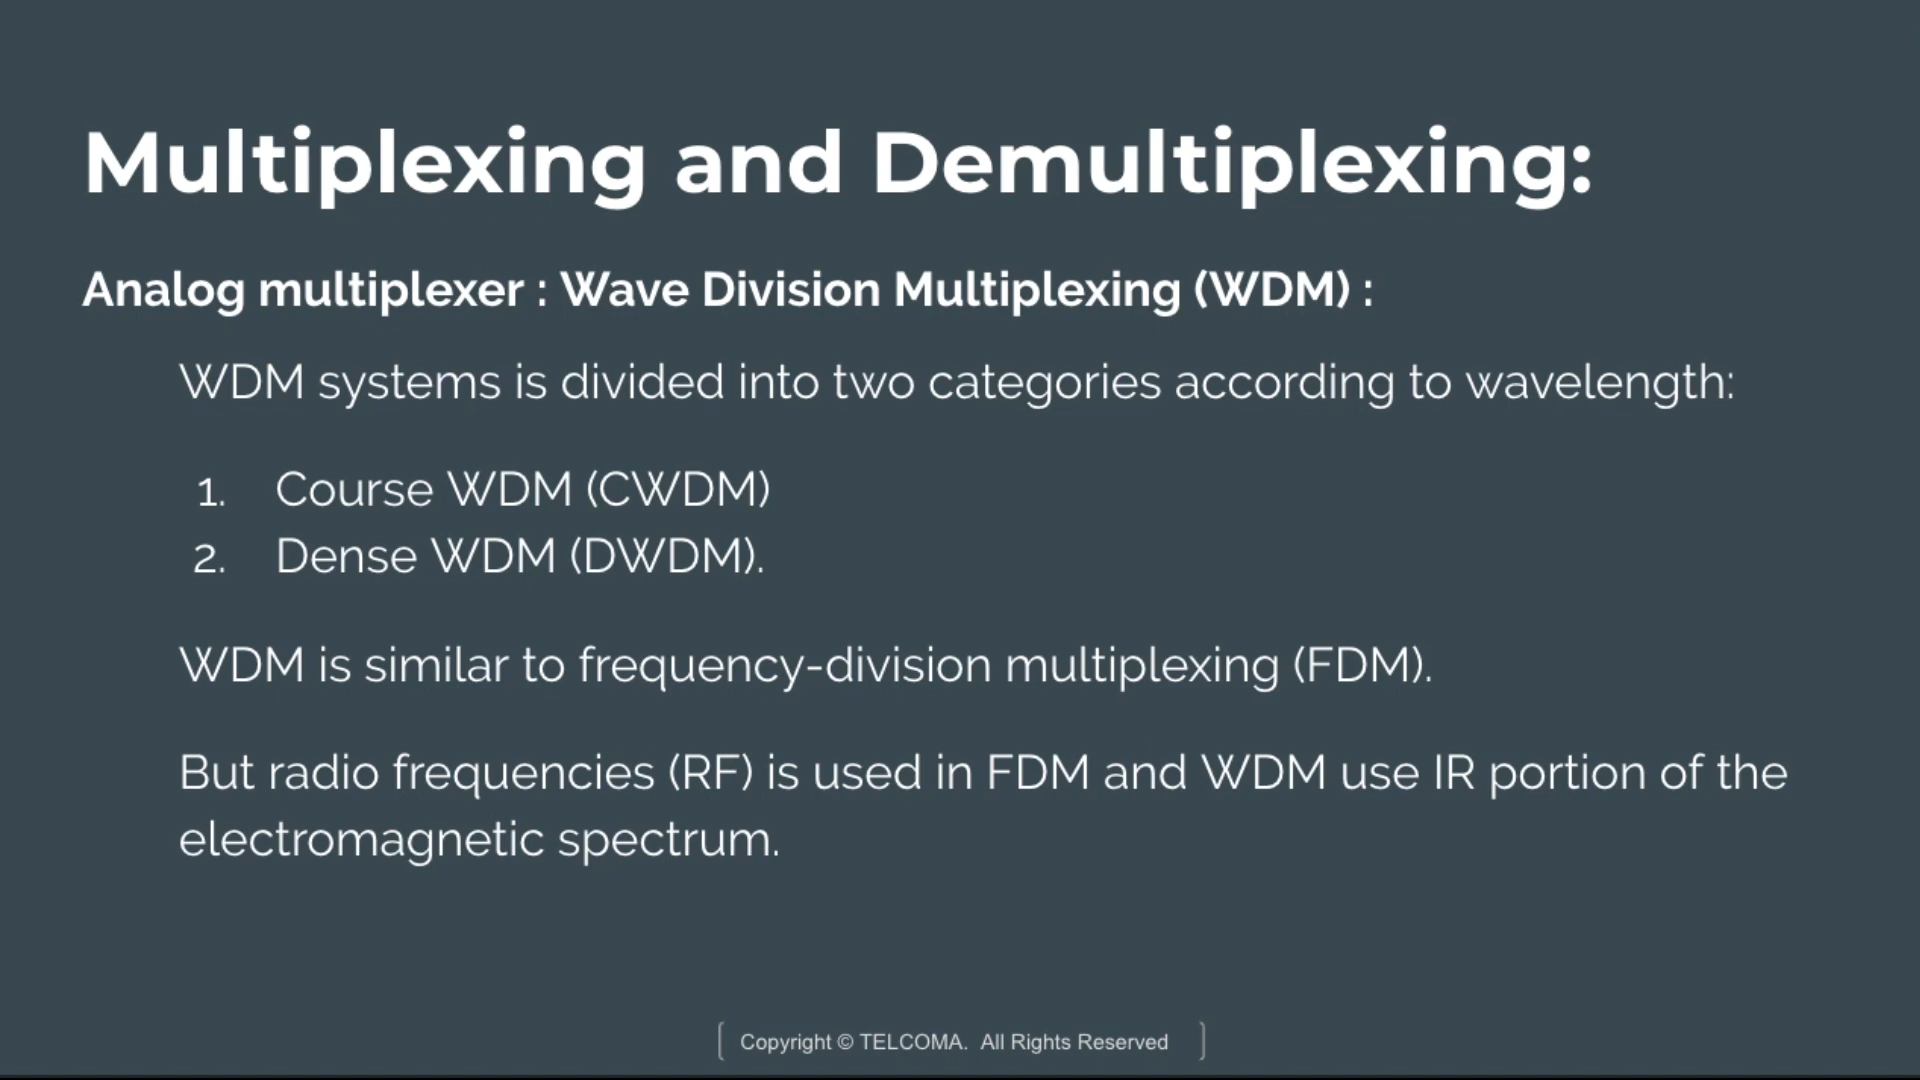 Multiplexing and Demultiplexing:
Analog multiplexer : Wave Division Multiplexing (WDM) :
WDM systems is divided into two categories according to wavelength:
1. Course WDM (CWDM)
2. Dense WDM (DWDM).
WDM is similar to frequency-division multiplexing (FDM).
But radio frequencies (RF) is used in FDM and WDM use IR portion of the
electromagnetic spectrum.
Copyright © TELCOMA. All Rights Reserved